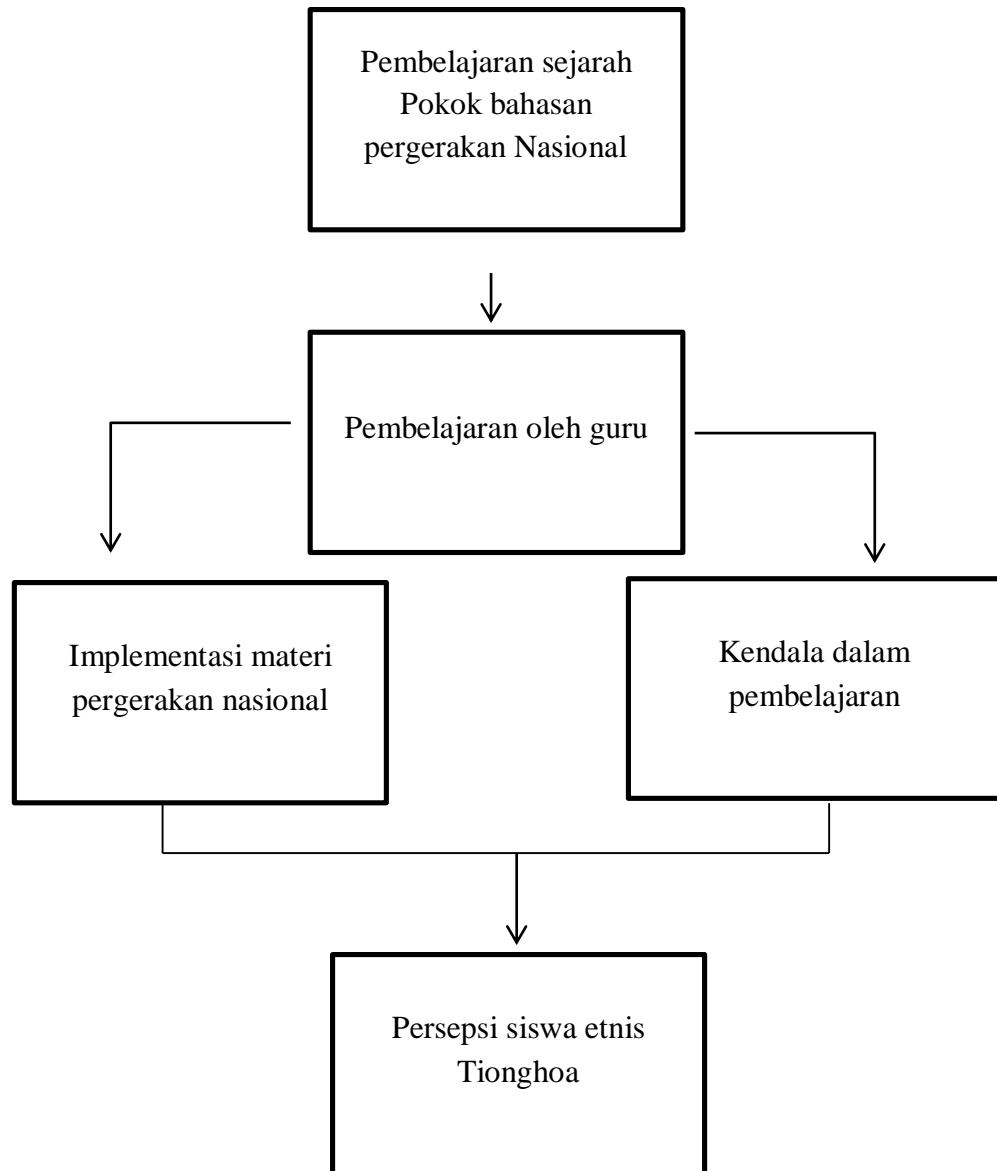 Pembelajaran sejarah
Pokok bahasan
pergerakan Nasional
Pembelajaran oleh guru
Implementasi materi
pergerakan nasional
Kendala dalam
pembelajaran
Persepsi siswa etnis
Tionghoa